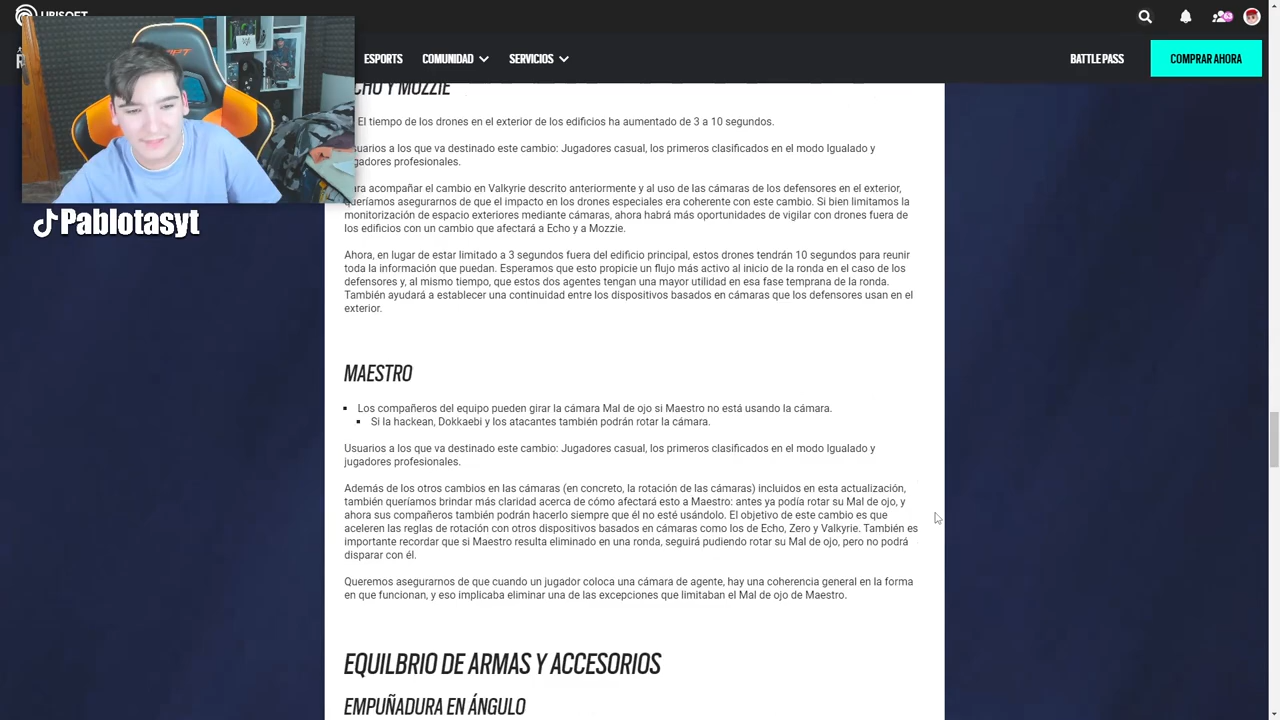 UBISOFT
ESPORTS
COMUNIDAD
SERVICIOS
BATTLE PASS
COMPRAR AHORA
Pablotasyt
Y MOZZIE
El tiempo de los drones en el exterior de los edificios ha aumentado de 3 a 10 segundos.
a los que va destinado este cambio: Jugadores casual, los primeros clasificados en el modo Igualado y
profesionales.
acompañar el cambio en Valkyrie descrito anteriormente y al uso de las cámaras de los defensores en el exterior,
asegurarnos de que el impacto en los drones especiales era coherente con este cambio. Si bien limitamos la
monitorización de espacio exteriores mediante cámaras, ahora habrá más oportunidades de vigilar con drones fuera de
los edificios con un cambio que afectará a Echo y a Mozzie.
Ahora, en lugar de estar limitado a 3 segundos fuera del edificio principal, estos drones tendrán 10 segundos para reunir
toda la información que puedan. Esperamos que esto propicie un flujo más activo al inicio de la ronda en el caso de los
defensores y, al mismo tiempo, que estos dos agentes tengan una mayor utilidad en esa fase temprana de la ronda.
También ayudará a establecer una continuidad entre los dispositivos basados en cámaras que los defensores usan en el
exterior.
MAESTRO
Los compañeros del equipo pueden girar la cámara Mal de ojo si Maestro no está usando la cámara.
Si la hackean, Dokkaebi y los atacantes también podrán rotar la cámara.
Usuarios a los que va destinado este cambio: Jugadores casual, los primeros clasificados en el modo Igualado y
jugadores profesionales.
Además de los otros cambios en las cámaras (en concreto, la rotación de las cámaras) incluidos en esta actualización,
también queríamos brindar más claridad acerca de cómo afectará esto a Maestro: antes ya podía rotar su Mal de ojo, y
ahora sus compañeros también podrán hacerlo siempre que él no esté usándolo. El objetivo de este cambio es que
aceleren las reglas de rotación con otros dispositivos basados en cámaras como los de Echo, Zero y Valkyrie. También es
importante recordar que si Maestro resulta eliminado en una ronda, seguirá pudiendo rotar su Mal de ojo, pero no podrá
disparar con él.
Queremos asegurarnos de que cuando un jugador coloca una cámara de agente, hay una coherencia general en la forma
en que funcionan, y eso implicaba eliminar una de las excepciones que limitaban el Mal de ojo de Maestro.
EQUILBRIO DE ARMAS Y ACCESORIOS
EMPUÑADURA EN ÁNGULO